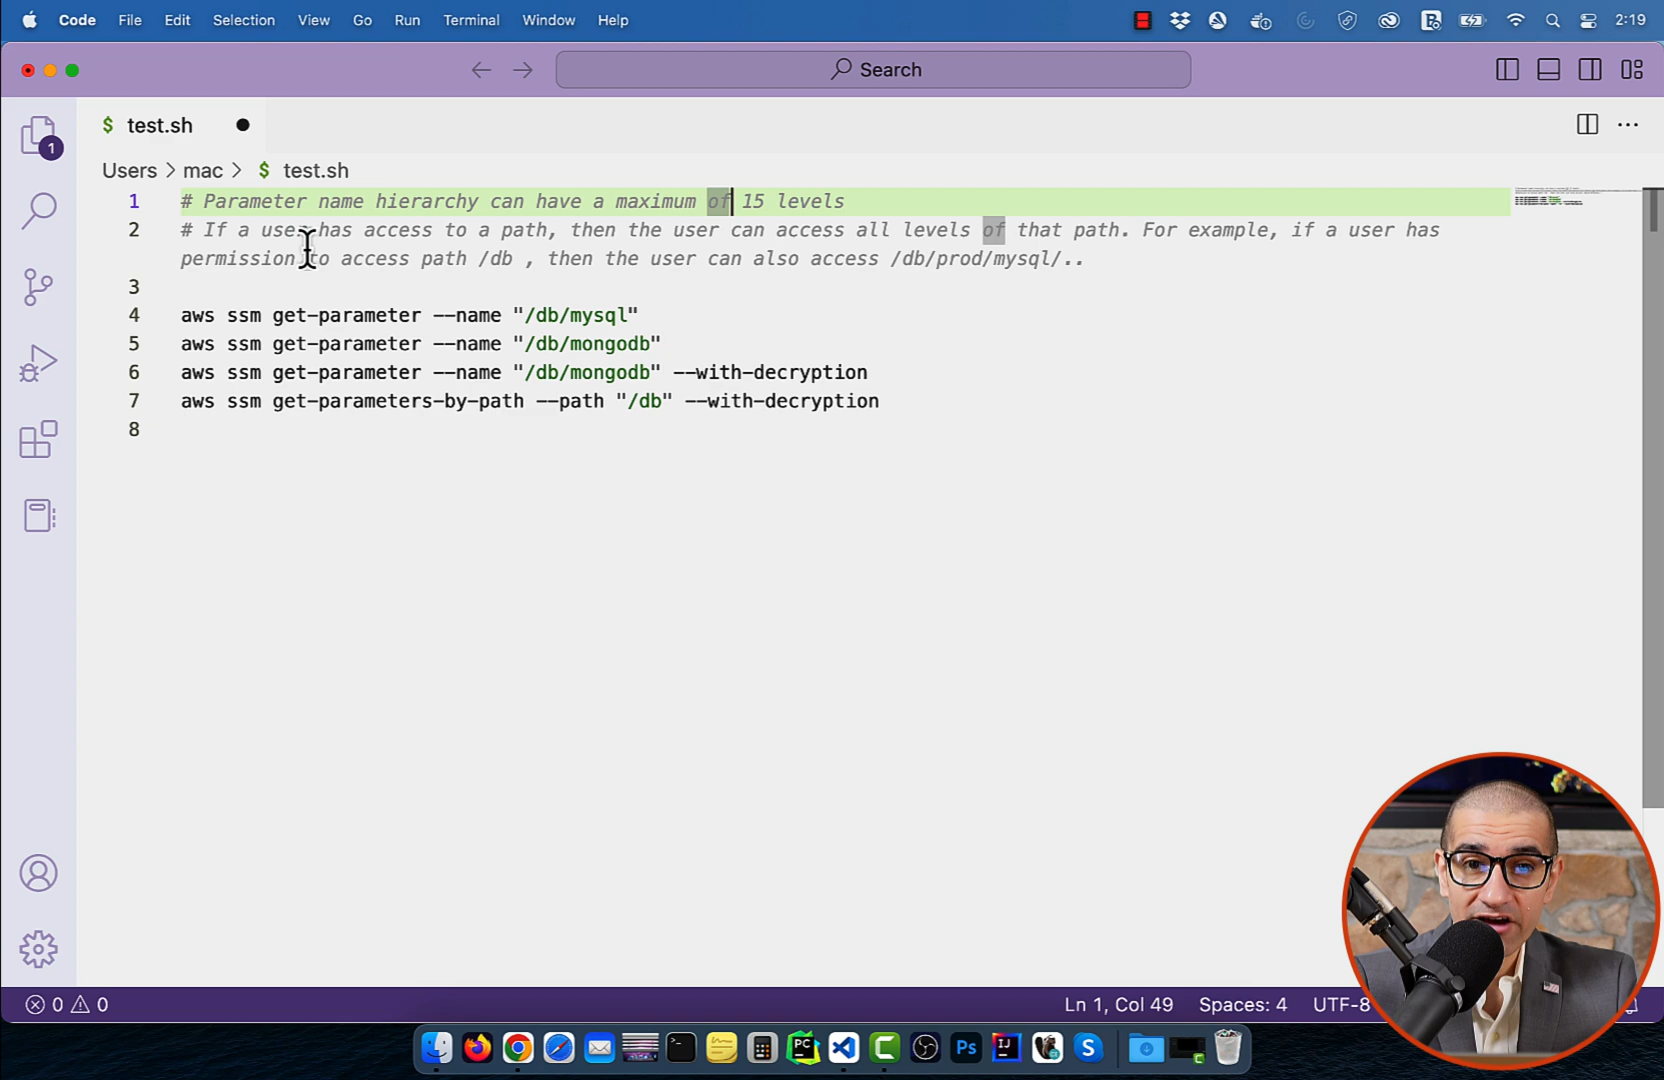 Code File Edit Selection View Go Run Terminal Window Help 2:19
Search
$ test.sh
1
Users > mac > $ test.sh
1 # Parameter name hierarchy can have a maximum of 15 levels
2 # If a user has access to a path, then the user can access all levels of that path. For example, if a user has
permission to access path /db , then the user can also access /db/prod/mysql/..
3
4 aws ssm get-parameter --name "/db/mysql"
5 aws ssm get-parameter --name "/db/mongodb"
6 aws ssm get-parameter --name "/db/mongodb" --with-decryption
7 aws ssm get-parameters-by-path --path "/db" --with-decryption
8
0 0 Ln 1, Col 49 Spaces: 4 UTF-8
PC C Ps IJ S